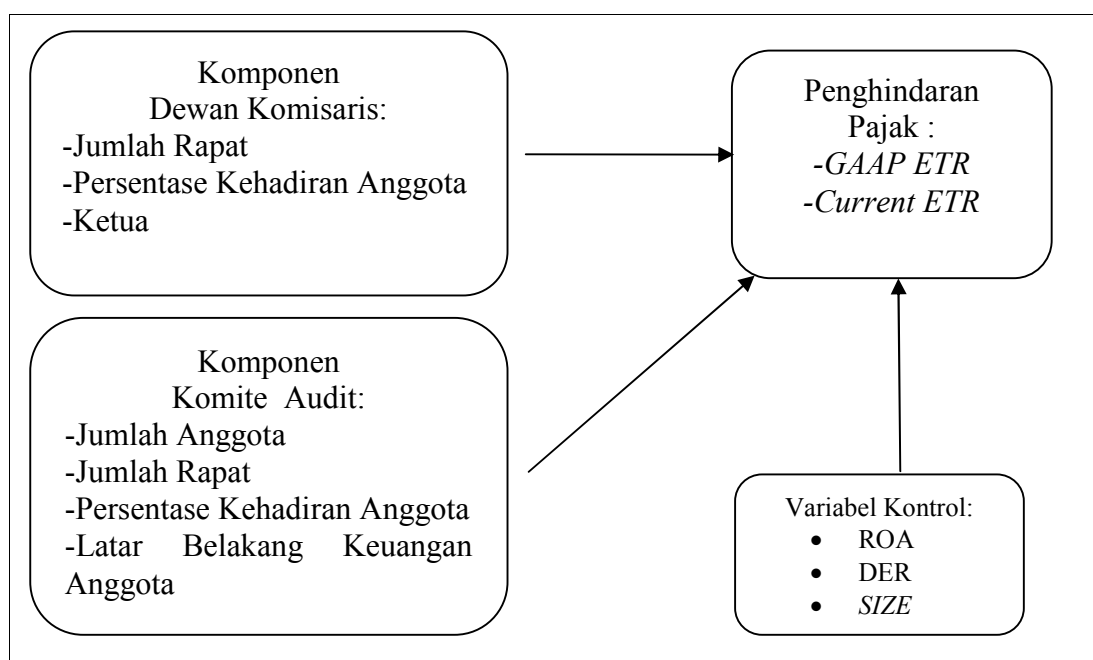 Komponen
Dewan Komisaris:
-Jumlah Rapat
-Persentase Kehadiran Anggota
-Ketua
Penghindaran
Pajak :
-GAAP ETR
-Current ETR
Komponen
Komite Audit:
-Jumlah Anggota
-Jumlah Rapat
-Persentase Kehadiran Anggota
-Latar Belakang Keuangan
Anggota
Variabel Kontrol:
• ROA
• DER
• SIZE